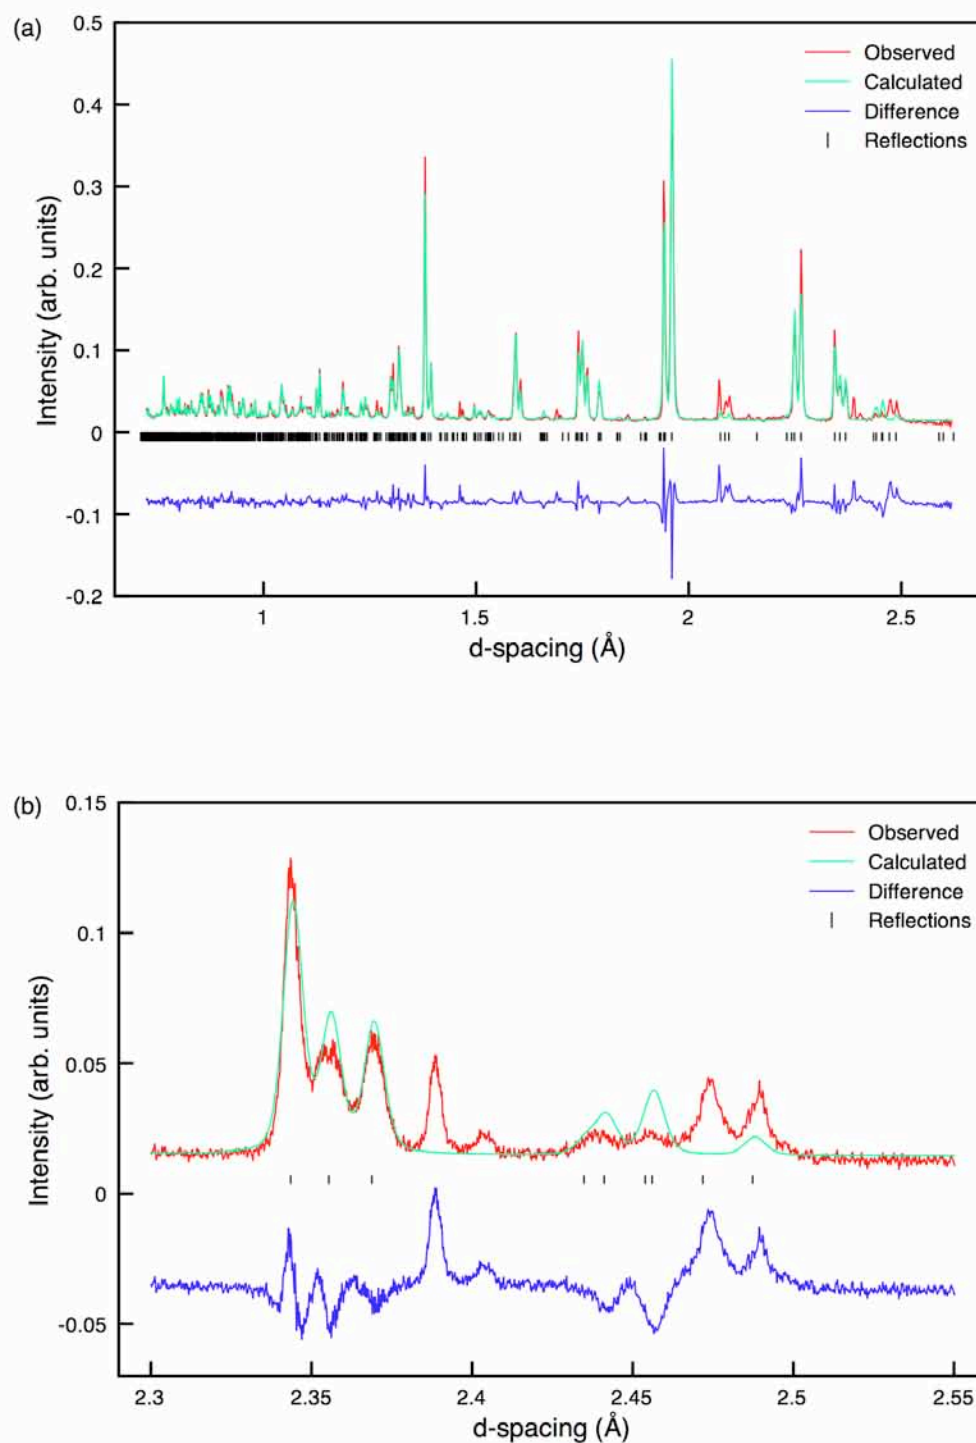 (a)
0.5
0.4
0.3
0.2
0.1
0
-0.1
-0.2
Intensity (arb. units)
Observed
Calculated
Difference
Reflections
1
1.5
2
2.5
d-spacing (Å)
(b)
0.15
0.1
0.05
0
-0.05
Intensity (arb. units)
Observed
Calculated
Difference
Reflections
2.3
2.35
2.4
2.45
2.5
2.55
d-spacing (Å)